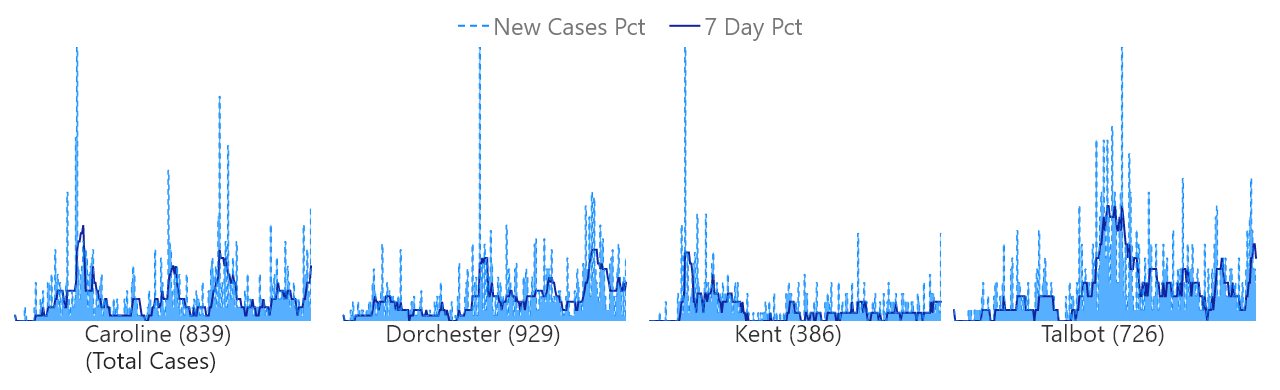 New Cases Pct 7 Day Pct
Caroline (839) Dorchester (929) Kent (386) Talbot (726)
(Total Cases)